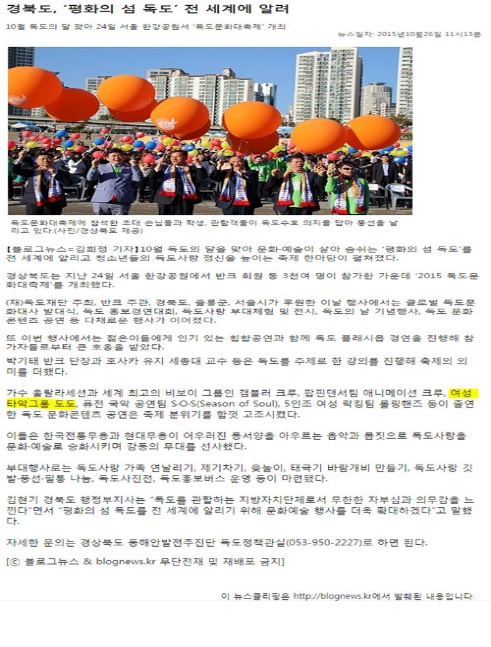 경북도, '평화의 섬 독도' 전 세계에 알려
10월 독도의 달 맞아 24일 서울 한강공원서 '독도문화대축제' 개최
뉴스일자: 2015년10월26일 11시13분
독도문화대축제에 참석한 초대 손님들과 학생, 관람객들이 독도수호 의지를 담아 풍선을 날
리고 있다.(사진/경상북도 제공)
【블로그뉴스=김희정 기자】10월 독도의 달을 맞아 문화·예술이 살아 숨쉬는 '평화의 섬 독도'를
전 세계에 알리고 청소년들의 독도사랑 정신을 높이는 축제 한마당이 펼쳐졌다.
경상북도는 지난 24일 서울 한강공원에서 반크 회원 등 3천여 명이 참가한 가운데 '2015 독도문
화대축제'를 개최했다.
(재)독도재단 주최, 반크 주관, 경북도, 울릉군, 서울시가 후원한 이날 행사에서는 글로벌 독도문
화대사 발대식, 독도 홍보경연대회, 독도사랑 부대체험 및 전시, 독도의 날 기념행사, 독도 문화
콘텐츠 공연 등 다채로운 행사가 이어졌다.
또 이번 행사에서는 젊은이들에게 인기 있는 힙합공연과 함께 독도 플래시몹 경연을 진행해 참
가자들로부터 큰 호응을 받았다.
박기태 반크 단장과 호사카 유지 세종대 교수 등은 독도를 주제로 한 강의를 진행해 축제의 의
미를 더했다.
가수 울랄라세션과 세계 최고의 비보이 그룹인 갬블러 크루, 팝핀댄서팀 애니메이션 크루, 여성
타악그룹 도도, 퓨전 국악 공연팀 S·O·S(Season of Soul), 5인조 여성 락킹팀 롤링핸즈 등이 출연
한 독도 문화콘텐츠 공연은 축제 분위기를 함껏 고조시켰다.
이들은 한국전통무용과 현대무용이 어우러진 동서양을 아우르는 음악과 몸짓으로 독도사랑을
문화·예술로 승화시키며 감동의 무대를 선사했다.
부대행사로는 독도사랑 가족 연날리기, 제기차기, 윷놀이, 태극기 바람개비 만들기, 독도사랑 깃
발·풍선·필통 나눔, 독도사진전, 독도홍보버스 운영 등이 마련됐다.
김현기 경북도 행정부지사는 "독도를 관할하는 지방자치단체로서 무한한 자부심과 의무감을 느
낀다"면서 "평화의 섬 독도를 전 세계에 알리기 위해 문화예술 행사를 더욱 확대하겠다"고 말했
다.
자세한 문의는 경상북도 동해안발전추진단 독도정책관실(053-950-2227)로 하면 된다.
[ⓒ 블로그뉴스 & blognews.kr 무단전재 및 재배포 금지]
이 뉴스클리핑은 http://blognews.kr에서 발췌된 내용입니다.